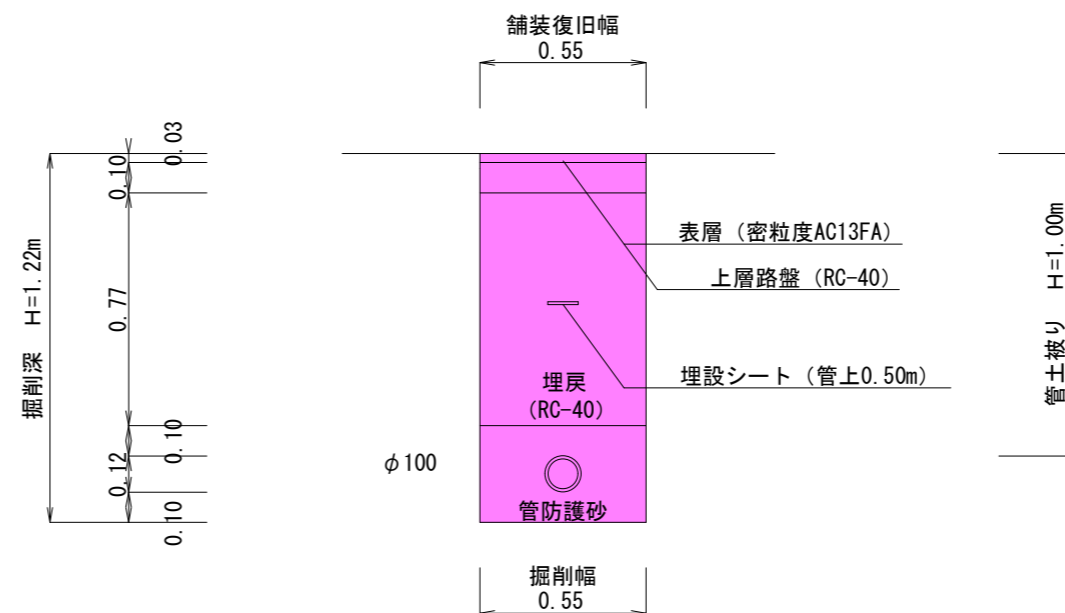 舗装復旧幅
0.55
0.03
0.10
0.77
0.10
0.12
0.10
掘削深 H=1.22m
表層（密粒度AC13FA）
上層路盤（RC-40）
埋設シート（管上0.50m）
埋戻
（RC-40）
φ100
管防護砂
管土被り H=1.00m
掘削幅
0.55